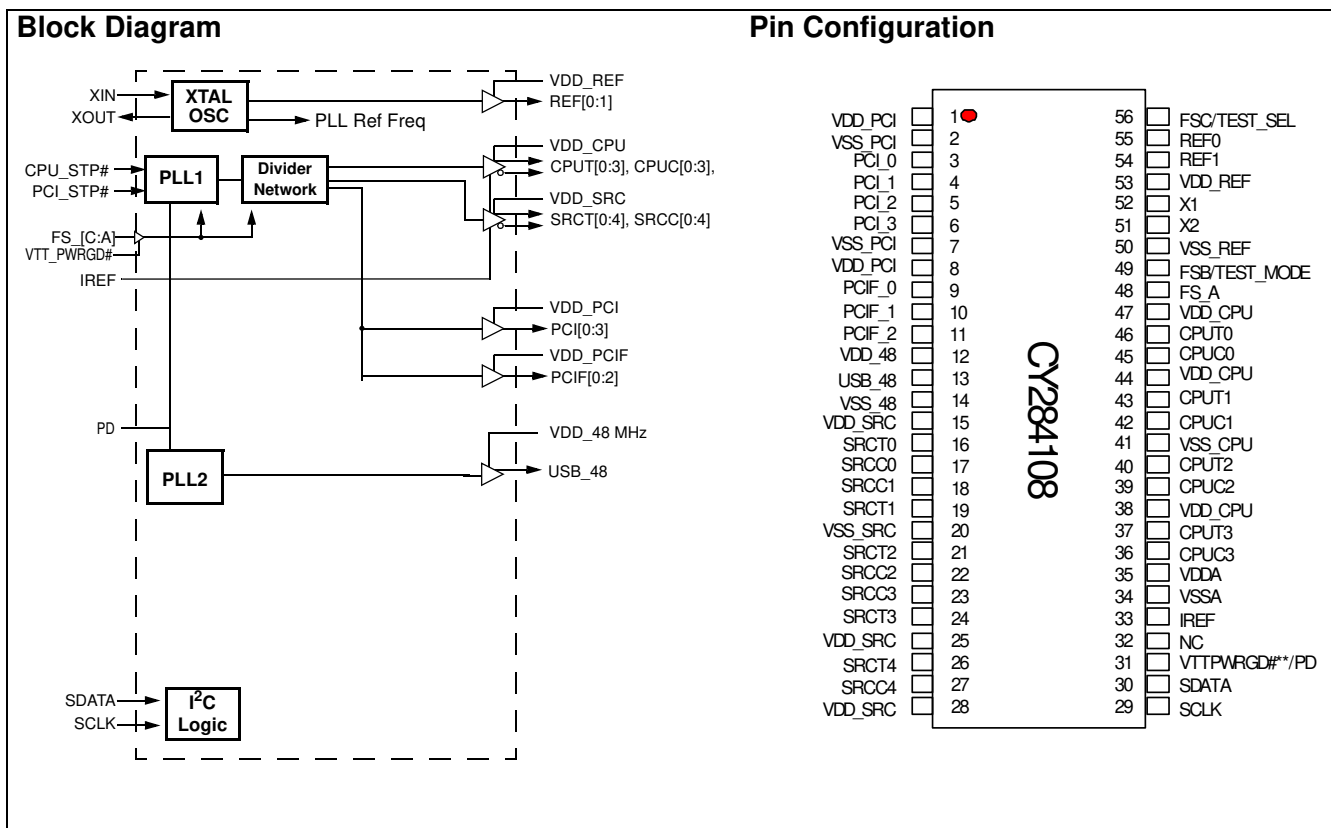 Block Diagram
XIN
XOUT
XTAL
OSC
PLL Ref Freq
VDD_REF
REF[0:1]
CPU_STP#
PCI_STP#
PLL1
Divider
Network
VDD_CPU
CPUT[0:3], CPUC[0:3],
VDD_SRC
SRCT[0:4], SRCC[0:4]
FS_[C:A]
VTT_PWRGD#
IREF
VDD_PCI
PCI[0:3]
VDD_PCIF
PCIF[0:2]
PD
PLL2
VDD_48 MHz
USB_48
SDATA
SCLK
I2C
Logic
Pin Configuration
VDD_PCI 1
VSS_PCI 2
PCI_0 3
PCI_1 4
PCI_2 5
PCI_3 6
VSS_PCI 7
VDD_PCI 8
PCIF_0 9
PCIF_1 10
PCIF_2 11
VDD_48 12
USB_48 13
VSS_48 14
VDD_SRC 15
SRCT0 16
SRCC0 17
SRCC1 18
SRCT1 19
VSS_SRC 20
SRCT2 21
SRCC2 22
SRCC3 23
SRCT3 24
VDD_SRC 25
SRCT4 26
SRCC4 27
VDD_SRC 28
CY284108
56 FSC/TEST_SEL
55 REF0
54 REF1
53 VDD_REF
52 X1
51 X2
50 VSS_REF
49 FSB/TEST_MODE
48 FS_A
47 VDD_CPU
46 CPUT0
45 CPUC0
44 VDD_CPU
43 CPUT1
42 CPUC1
41 VSS_CPU
40 CPUT2
39 CPUC2
38 VDD_CPU
37 CPUT3
36 CPUC3
35 VDDA
34 VSSA
33 IREF
32 NC
31 VTTPWRGD#**/PD
30 SDATA
29 SCLK